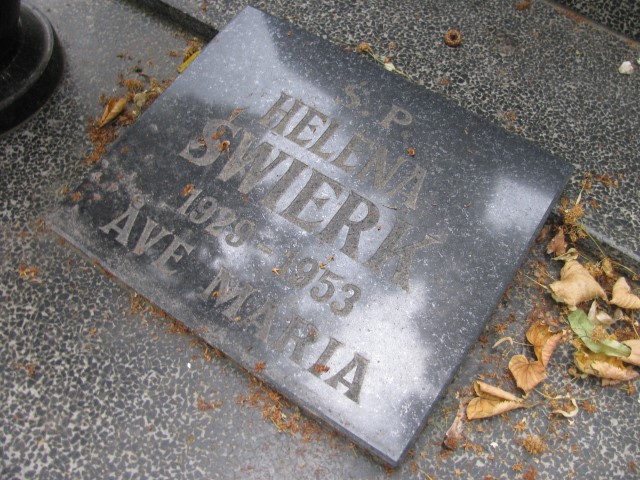 Ś. P.
HELENA
ŚWIERK
1929-1953
AVE MARIA